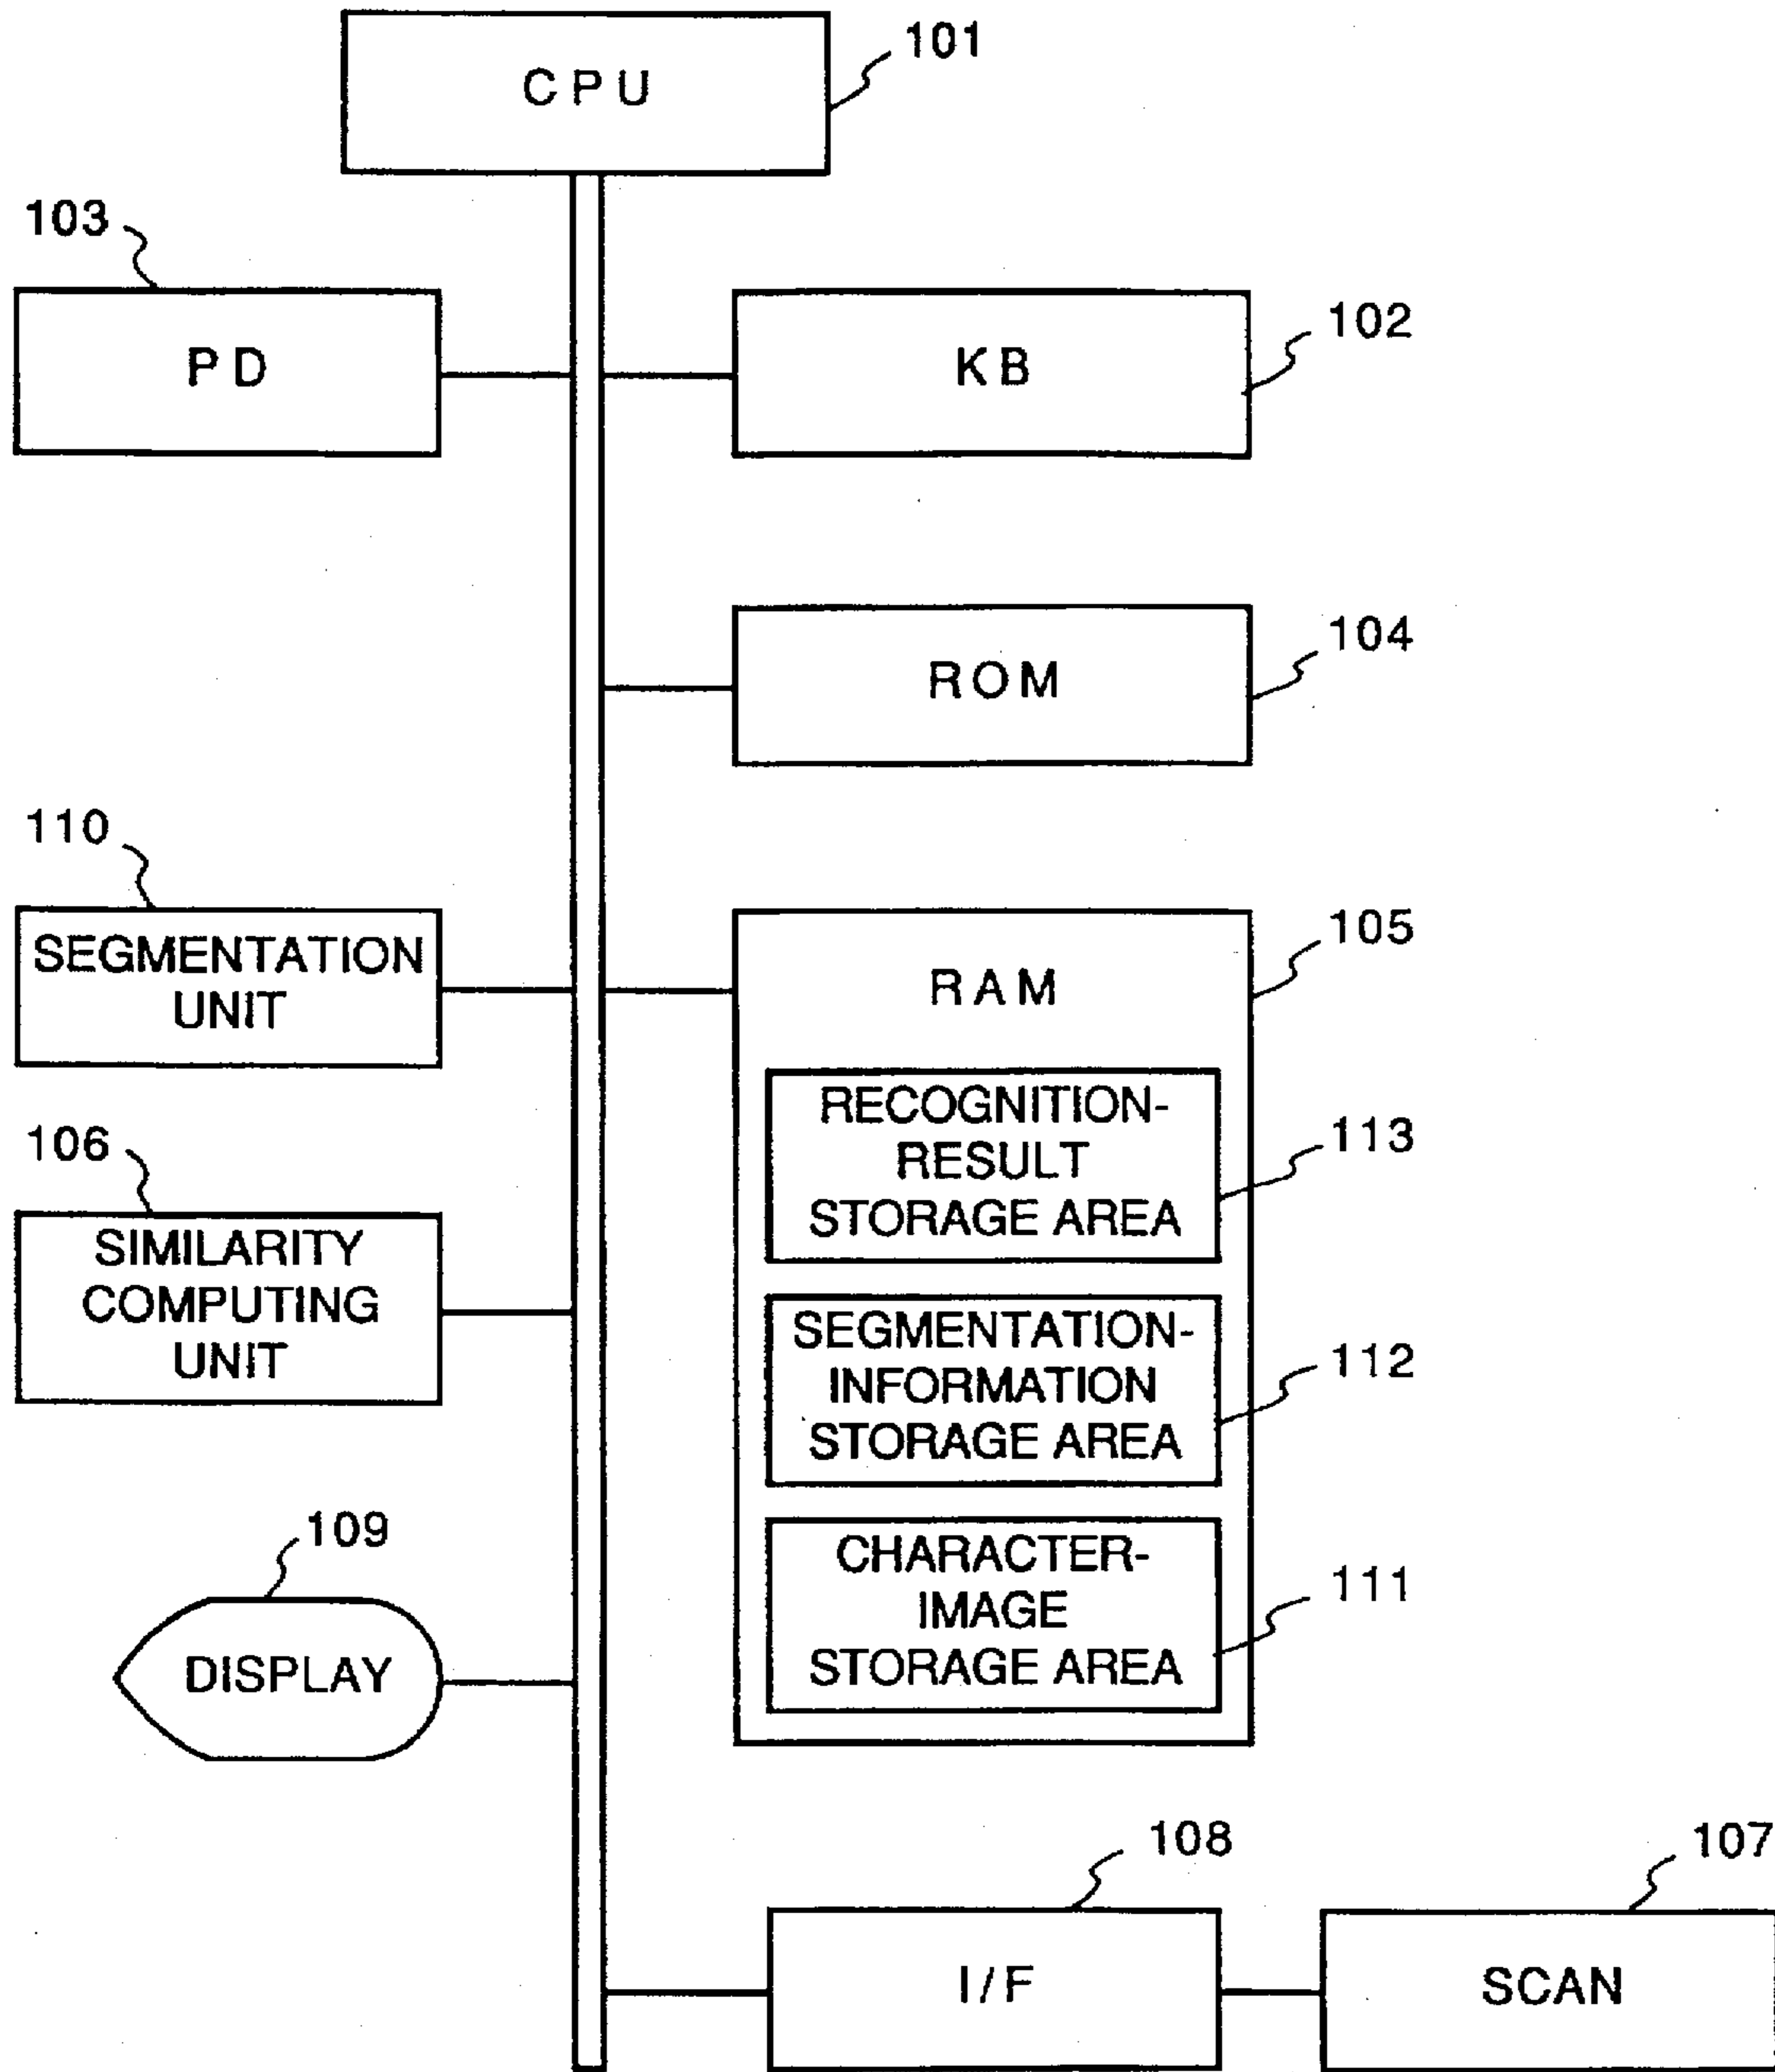 CPU
101
103
PD
KB
102
ROM
104
110
SEGMENTATION
UNIT
RAM
105
RECOGNITION-
RESULT
STORAGE AREA
113
106
SIMILARITY
COMPUTING
UNIT
SEGMENTATION-
INFORMATION
STORAGE AREA
112
109
DISPLAY
CHARACTER-
IMAGE
STORAGE AREA
111
108
I/F
107
SCAN